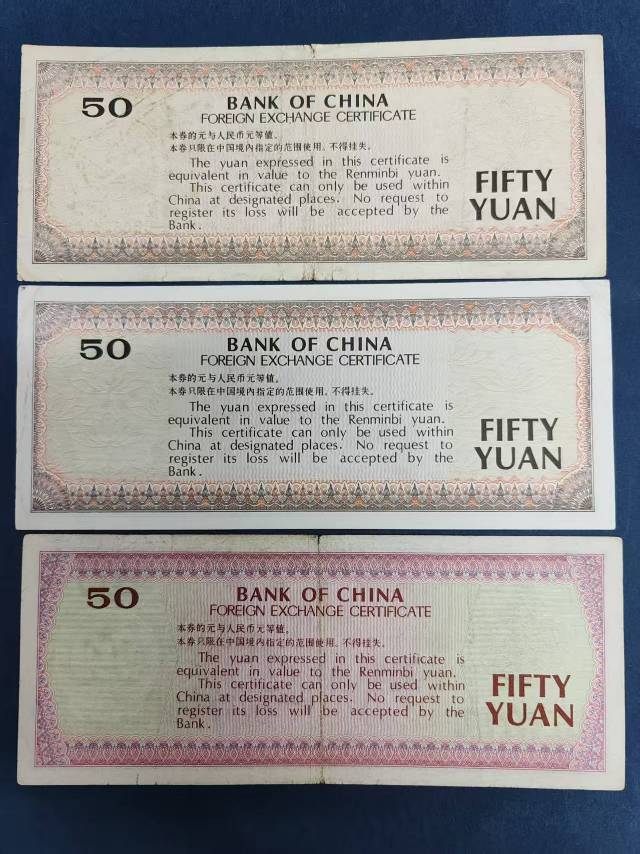 50
BANK OF CHINA
FOREIGN EXCHANGE CERTIFICATE
本券的元与人民币元等值。
本券只限在中国境内指定的范围使用，不得挂失。
The yuan expressed in this certificate is
equivalent in value to the Renminbi yuan.
This certificate can only be used within
China at designated places. No request to
register its loss will be accepted by the
Bank.
FIFTY
YUAN
50
BANK OF CHINA
FOREIGN EXCHANGE CERTIFICATE
本券的元与人民币元等值。
本券只限在中国境内指定的范围使用，不得挂失。
The yuan expressed in this certificate is
equivalent in value to the Renminbi yuan.
This certificate can only be used within
China at designated places. No request to
register its loss will be accepted by the
Bank.
FIFTY
YUAN
50
BANK OF CHINA
FOREIGN EXCHANGE CERTIFICATE
本券的元与人民币元等值。
本券只限在中国境内指定的范围使用，不得挂失。
The yuan expressed in this certificate is
equivalent in value to the Renminbi yuan.
This certificate can only be used within
China at designated places. No request to
register its loss will be accepted by the
Bank.
FIFTY
YUAN